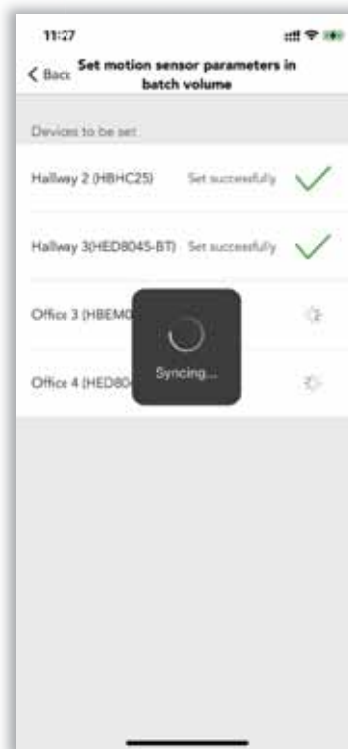 11:27
< Back Set motion sensor parameters in
batch volume
Devices to be set
Hallway 2 (HBHC25) Set successfully
Hallway 3(HED8045-BT) Set successfully
Office 3 (HBEM0
Office 4 (HED80
Syncing...